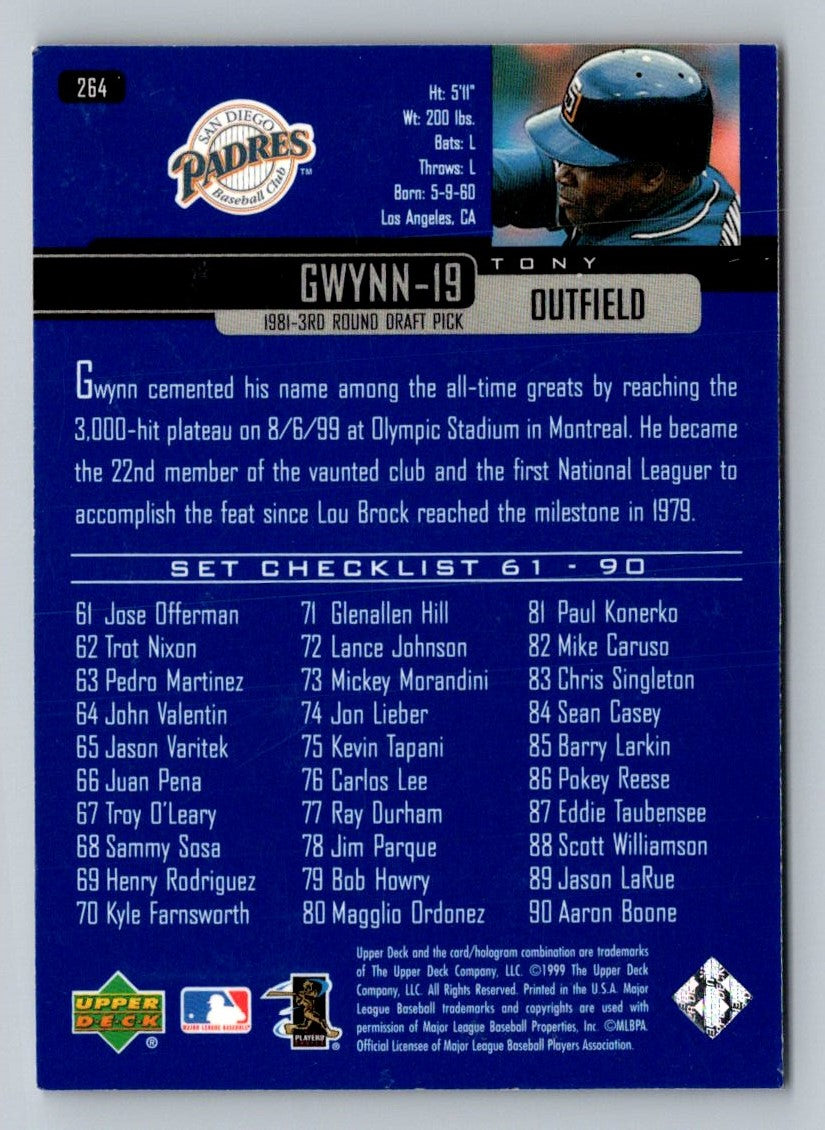 264
SAN DIEGO
PADRES
Baseball Club
TM
Ht: 5'11"
Wt: 200 lbs.
Bats: L
Throws: L
Born: 5-9-60
Los Angeles, CA
TONY
GWYNN-19
1981-3RD ROUND DRAFT PICK
OUTFIELD
Gwynn cemented his name among the all-time greats by reaching the
3,000-hit plateau on 8/6/99 at Olympic Stadium in Montreal. He became
the 22nd member of the vaunted club and the first National Leaguer to
accomplish the feat since Lou Brock reached the milestone in 1979.
SET CHECKLIST 61 - 90
61 Jose Offerman
62 Trot Nixon
63 Pedro Martinez
64 John Valentin
65 Jason Varitek
66 Juan Pena
67 Troy O'Leary
68 Sammy Sosa
69 Henry Rodriguez
70 Kyle Farnsworth
71 Glenallen Hill
72 Lance Johnson
73 Mickey Morandini
74 Jon Lieber
75 Kevin Tapani
76 Carlos Lee
77 Ray Durham
78 Jim Parque
79 Bob Howry
80 Magglio Ordonez
81 Paul Konerko
82 Mike Caruso
83 Chris Singleton
84 Sean Casey
85 Barry Larkin
86 Pokey Reese
87 Eddie Taubensee
88 Scott Williamson
89 Jason LaRue
90 Aaron Boone
Upper Deck and the card/hologram combination are trademarks
of The Upper Deck Company, LLC. ©1999 The Upper Deck
Company, LLC. All Rights Reserved. Printed in the U.S.A. Major
League Baseball trademarks and copyrights are used with
permission of Major League Baseball Properties, Inc. ©MLBPA.
Official Licensee of Major League Baseball Players Association.
UPPER
DECK
®
MAJOR LEAGUE BASEBALL
PLAYERS
®